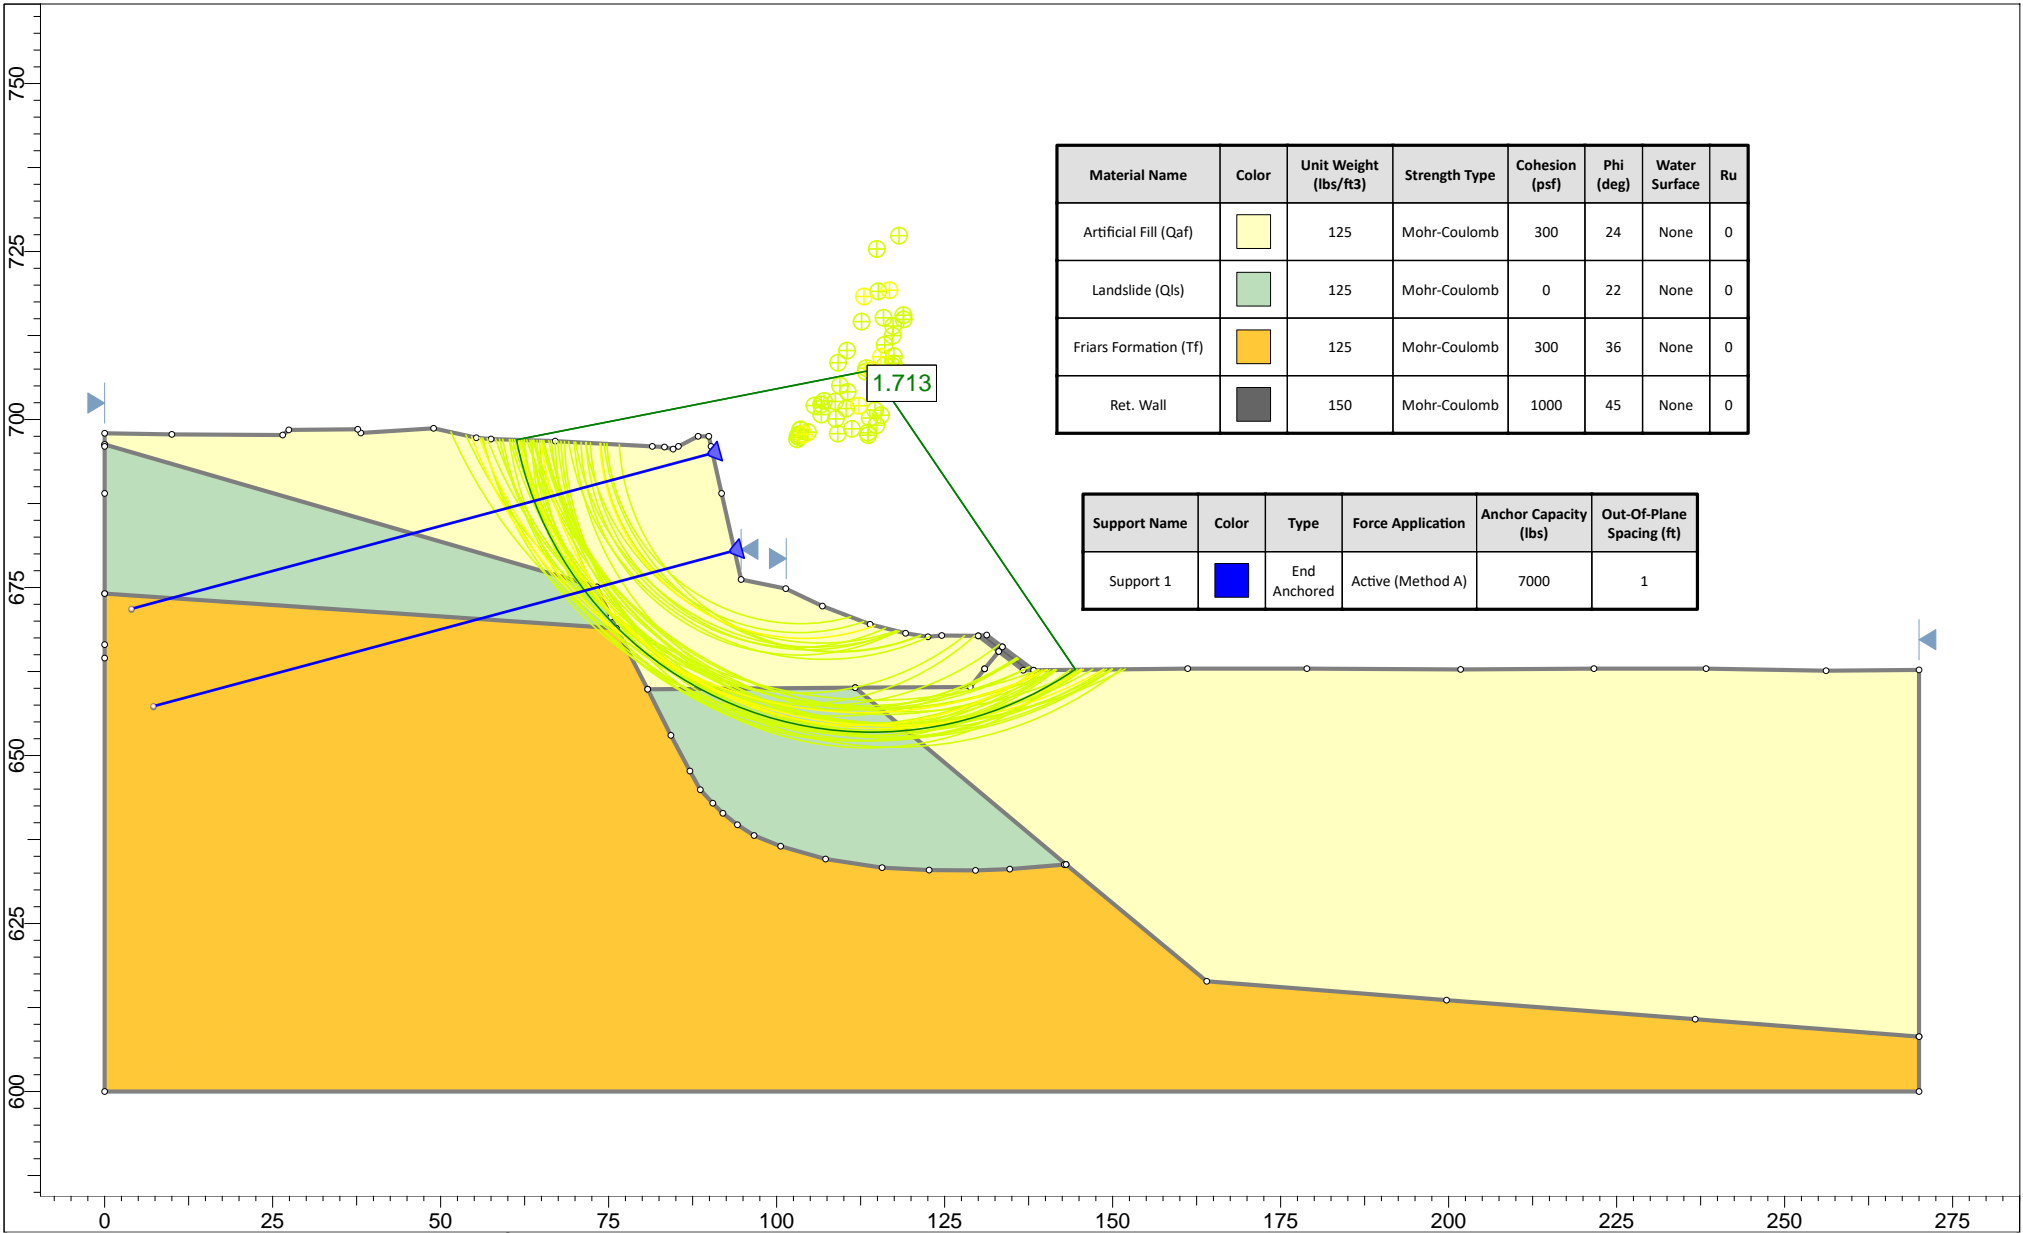 750
725
700
675
650
625
600
0 25 50 75 100 125 150 175 200 225 250 275
1.713
Material Name Color Unit Weight (lbs/ft3) Strength Type Cohesion (psf) Phi (deg) Water Surface Ru
Artificial Fill (Qaf) 125 Mohr-Coulomb 300 24 None 0
Landslide (Qls) 125 Mohr-Coulomb 0 22 None 0
Friars Formation (Tf) 125 Mohr-Coulomb 300 36 None 0
Ret. Wall 150 Mohr-Coulomb 1000 45 None 0
Support Name Color Type Force Application Anchor Capacity (lbs) Out-Of-Plane Spacing (ft)
Support 1 End Anchored Active (Method A) 7000 1